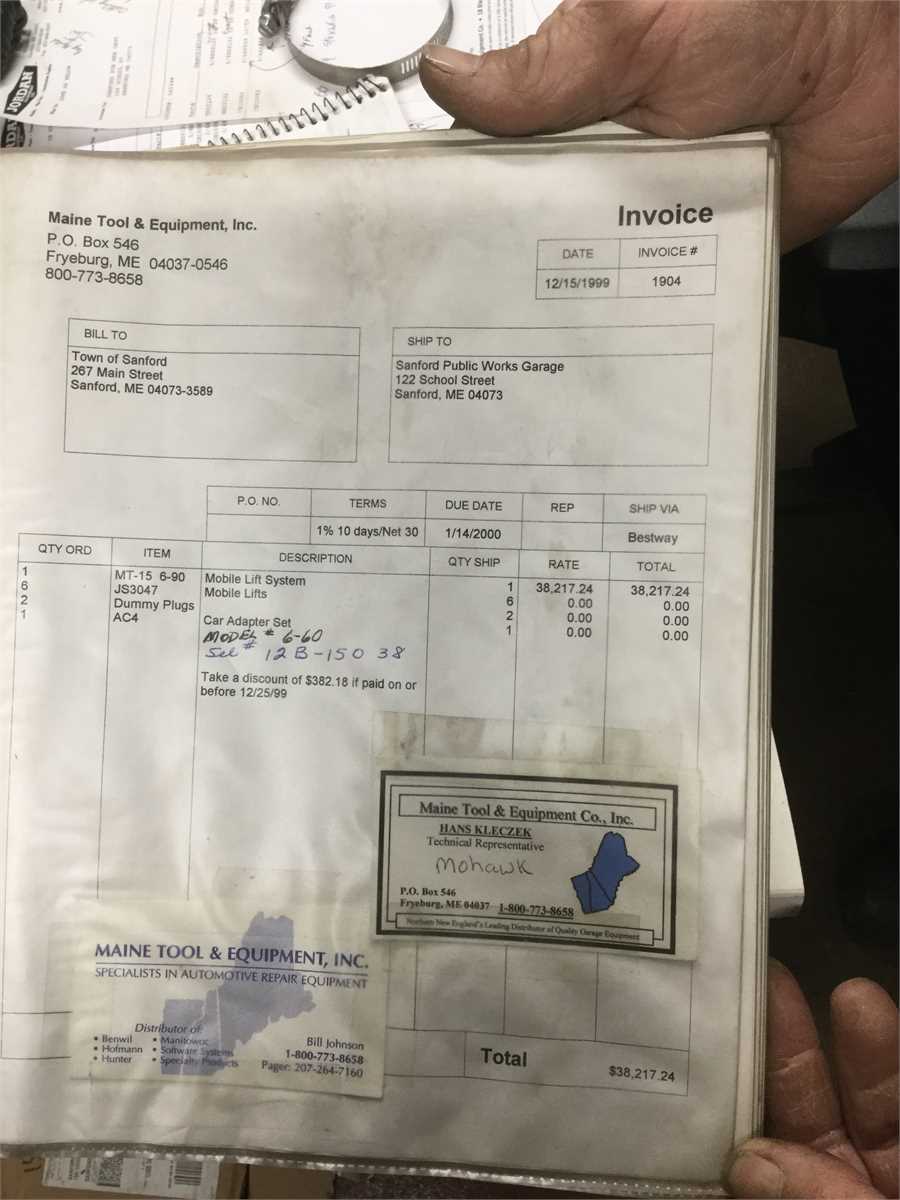 JORDAN
Maine Tool & Equipment, Inc.
P.O. Box 546
Fryeburg, ME 04037-0546
800-773-8658
Invoice
DATE INVOICE #
12/15/1999 1904
BILL TO
Town of Sanford
267 Main Street
Sanford, ME 04073-3589
SHIP TO
Sanford Public Works Garage
122 School Street
Sanford, ME 04073
P.O. NO. TERMS DUE DATE REP SHIP VIA
1% 10 days/Net 30 1/14/2000 Bestway
QTY ORD ITEM DESCRIPTION QTY SHIP RATE TOTAL
1 MT-15 6-90 Mobile Lift System 1 38,217.24 38,217.24
6 JS3047 Mobile Lifts 6 0.00 0.00
2 Dummy Plugs 2 0.00 0.00
1 AC4 Car Adapter Set 1 0.00 0.00
MODEL # 6-60
Sel # 12B-150 38
Take a discount of $382.18 if paid on or
before 12/25/99
Maine Tool & Equipment Co., Inc.
HANS KLECZEK
Technical Representative
Mohawk
P.O. Box 546
Fryeburg, ME 04037 1-800-773-8658
Northern New England's Leading Distributor of Quality Garage Equipment
MAINE TOOL & EQUIPMENT, INC.
SPECIALISTS IN AUTOMOTIVE REPAIR EQUIPMENT
Distributor of:
• Benwil • Manitowoc
• Hofmann • Software Systems
• Hunter • Specialty Products
Bill Johnson
1-800-773-8658
Pager: 207-264-7160
Total $38,217.24